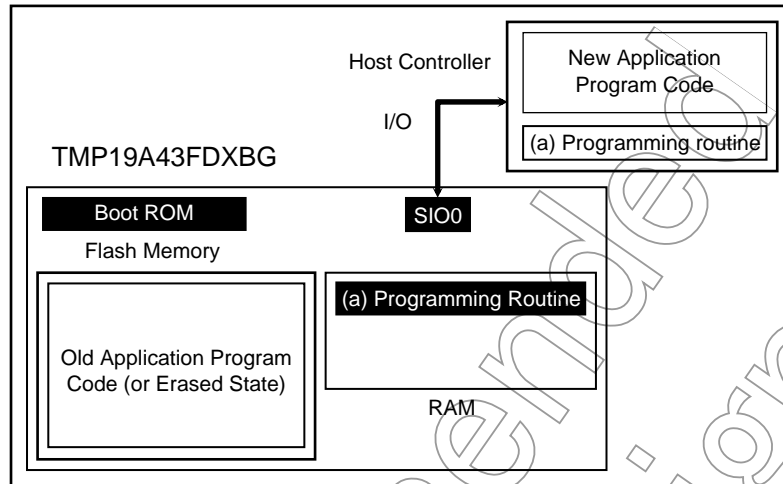 Host Controller
New Application
Program Code
I/O
(a) Programming routine
TMP19A43FDXBG
Boot ROM
SIO0
Flash Memory
(a) Programming Routine
Old Application Program
Code (or Erased State)
RAM